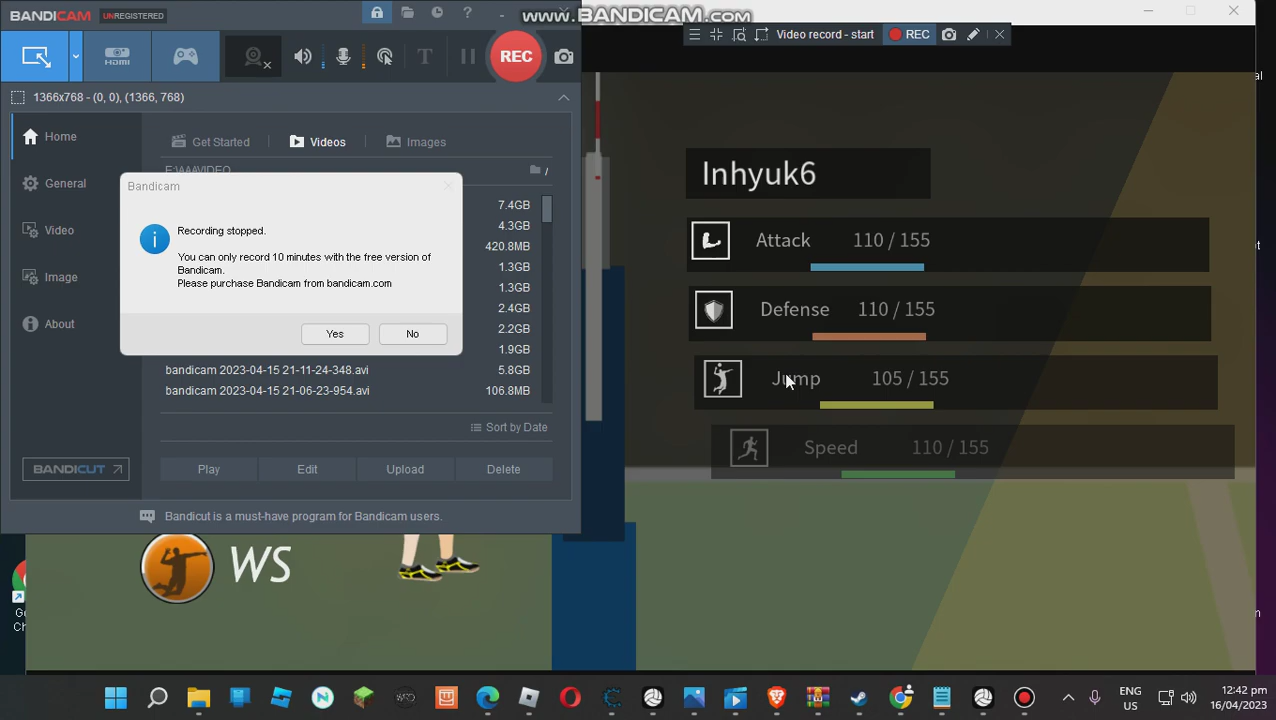 BANDICAM UNREGISTERED
www.BANDICAM.com
HDMI
T
REC
Video record - start
REC
1366x768 - (0, 0), (1366, 768)
Home
General
Video
Image
About
Get Started
Videos
Images
E:\AAAVIDEO
/
7.4GB
4.3GB
420.8MB
1.3GB
1.3GB
2.4GB
2.2GB
1.9GB
bandicam 2023-04-15 21-11-24-348.avi 5.8GB
bandicam 2023-04-15 21-06-23-954.avi 106.8MB
Bandicam
Recording stopped.
You can only record 10 minutes with the free version of
Bandicam.
Please purchase Bandicam from bandicam.com
Yes
No
Sort by Date
BANDICUT
Play
Edit
Upload
Delete
Bandicut is a must-have program for Bandicam users.
Inhyuk6
Attack 110 / 155
Defense 110 / 155
Jump 105 / 155
Speed 110 / 155
WS
Go
Ch
ENG
US
12:42 pm
16/04/2023